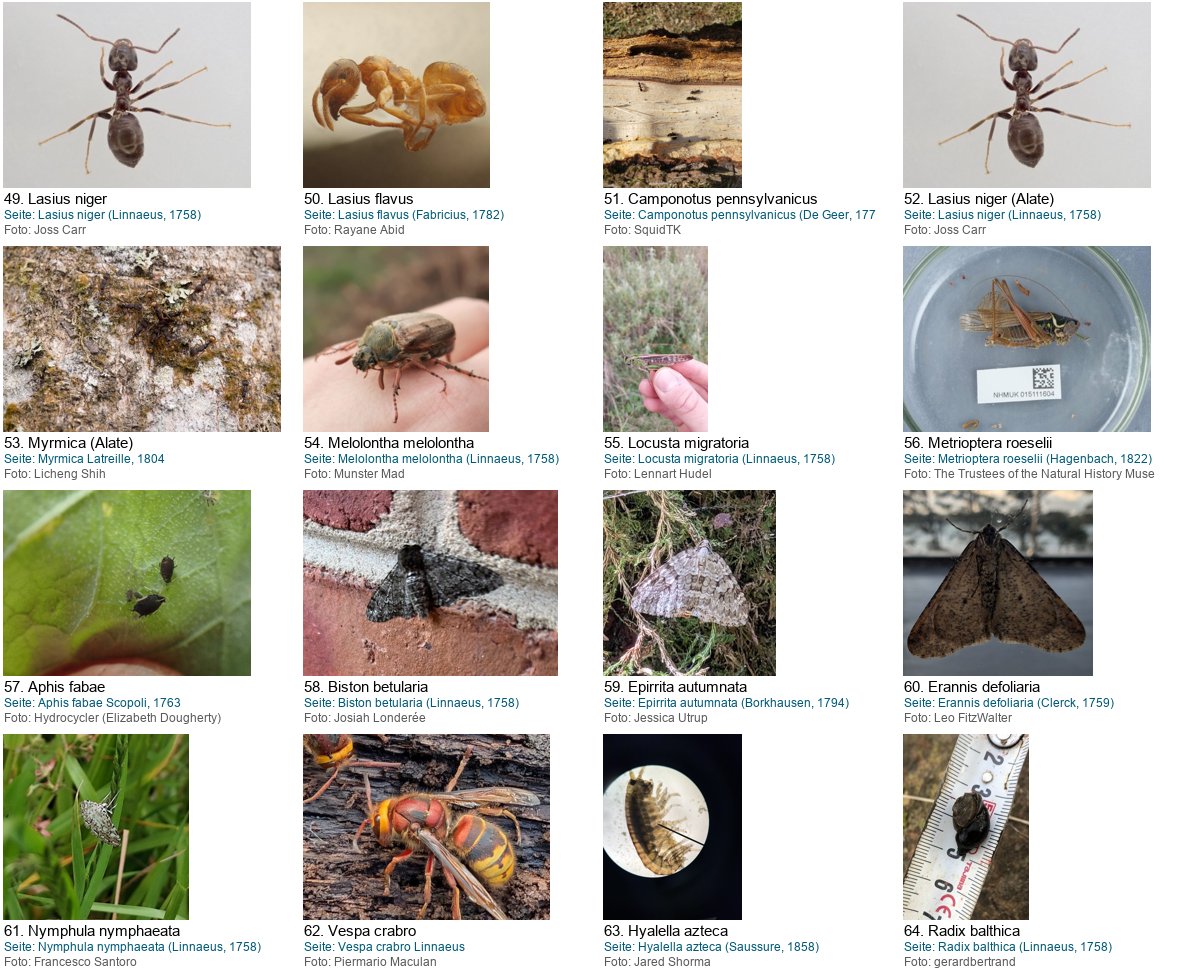 49. Lasius niger
Seite: Lasius niger (Linnaeus, 1758)
Foto: Joss Carr
50. Lasius flavus
Seite: Lasius flavus (Fabricius, 1782)
Foto: Rayane Abid
51. Camponotus pennsylvanicus
Seite: Camponotus pennsylvanicus (De Geer, 177
Foto: SquidTK
52. Lasius niger (Alate)
Seite: Lasius niger (Linnaeus, 1758)
Foto: Joss Carr
53. Myrmica (Alate)
Seite: Myrmica Latreille, 1804
Foto: Licheng Shih
54. Melolontha melolontha
Seite: Melolontha melolontha (Linnaeus, 1758)
Foto: Munster Mad
55. Locusta migratoria
Seite: Locusta migratoria (Linnaeus, 1758)
Foto: Lennart Hudel
NHMUK 015111604
56. Metrioptera roeselii
Seite: Metrioptera roeselii (Hagenbach, 1822)
Foto: The Trustees of the Natural History Muse
57. Aphis fabae
Seite: Aphis fabae Scopoli, 1763
Foto: Hydrocycler (Elizabeth Dougherty)
58. Biston betularia
Seite: Biston betularia (Linnaeus, 1758)
Foto: Josiah Londerée
59. Epirrita autumnata
Seite: Epirrita autumnata (Borkhausen, 1794)
Foto: Jessica Utrup
60. Erannis defoliaria
Seite: Erannis defoliaria (Clerck, 1759)
Foto: Leo FitzWalter
61. Nymphula nymphaeata
Seite: Nymphula nymphaeata (Linnaeus, 1758)
Foto: Francesco Santoro
62. Vespa crabro
Seite: Vespa crabro Linnaeus
Foto: Piermario Maculan
63. Hyalella azteca
Seite: Hyalella azteca (Saussure, 1858)
Foto: Jared Shorma
2
3
5
6
64. Radix balthica
Seite: Radix balthica (Linnaeus, 1758)
Foto: gerardbertrand